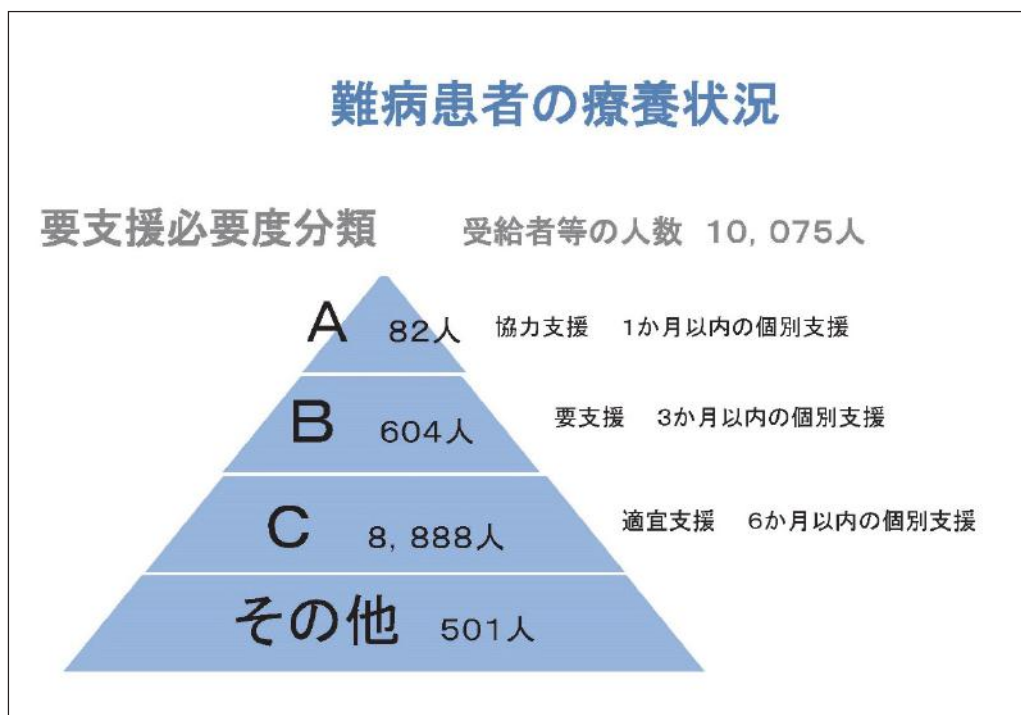 難病患者の療養状況
要支援必要度分類 受給者等の人数 10,075人
A 82人 協力支援 1か月以内の個別支援
B 604人 要支援 3か月以内の個別支援
C 8,888人 適宜支援 6か月以内の個別支援
その他 501人